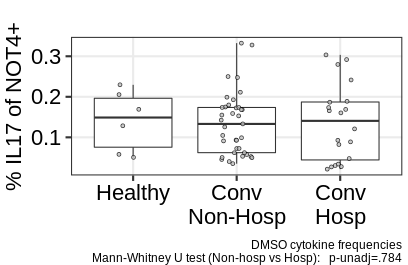 % IL17 of NOT4+
0.3
0.2
0.1
Healthy
Conv
Non-Hosp
Conv
Hosp
DMSO cytokine frequencies
Mann-Whitney U test (Non-hosp vs Hosp): p-unadj=.784